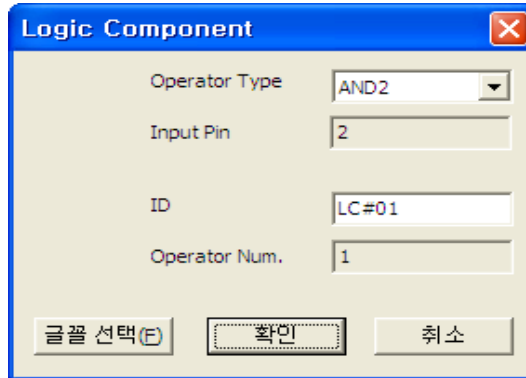 Logic Component
Operator Type AND2
Input Pin 2
ID LC#01
Operator Num. 1
글꼴 선택(F) 확인 취소